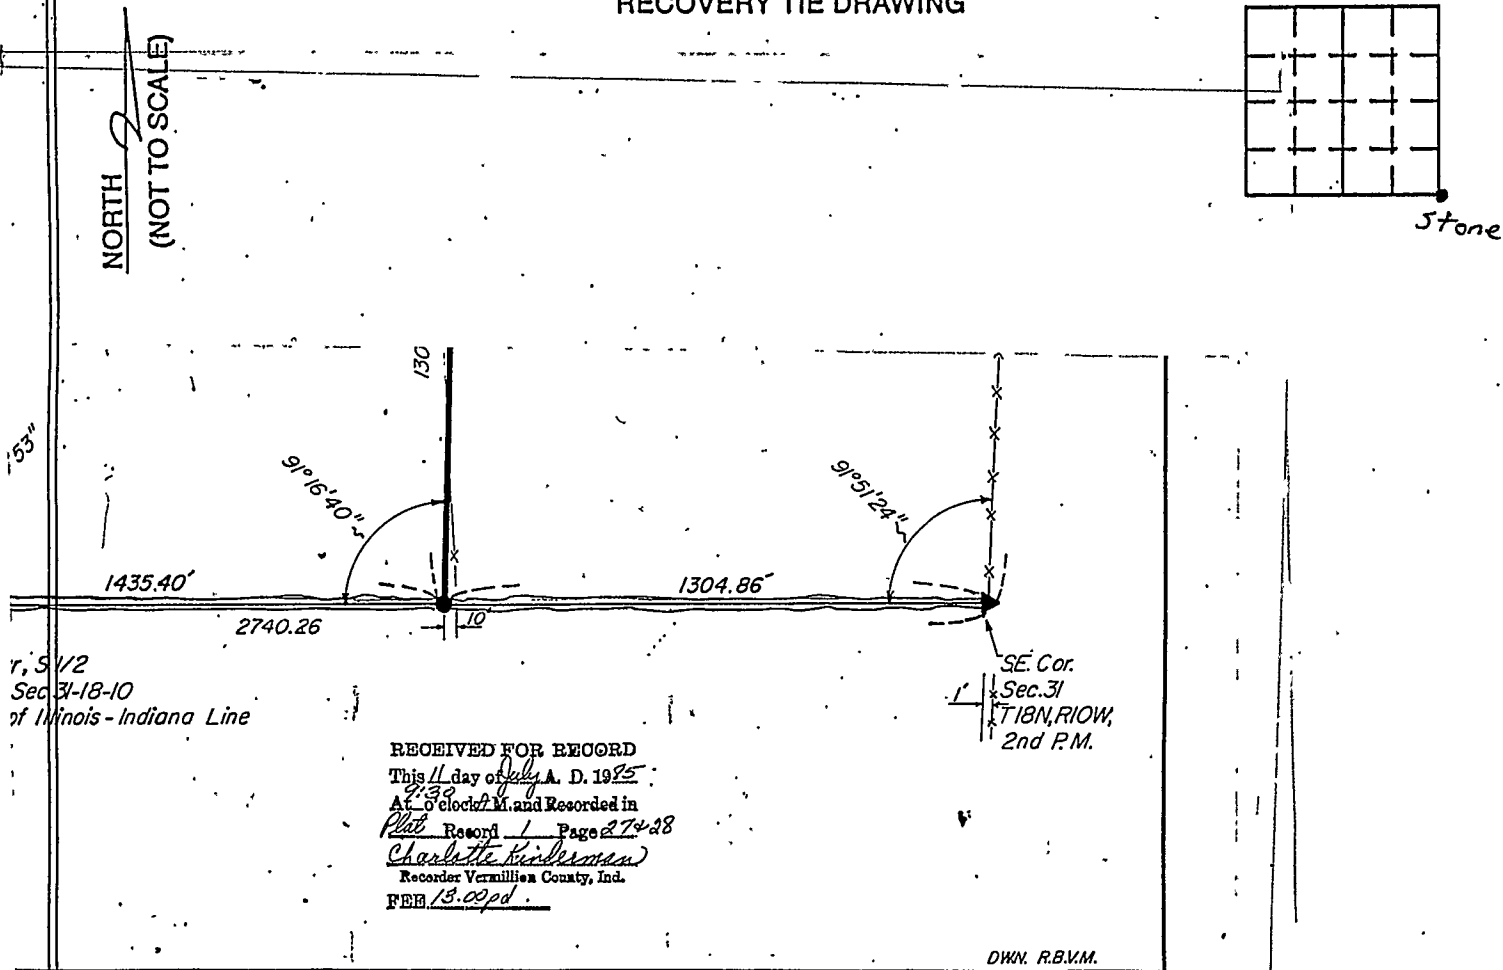 RECOVERY TIE DRAWING
NORTH
(NOT TO SCALE)
Stone
130
53"
91°16'40"
91°51'24"
1435.40'
1304.86'
2740.26
10'
r, S 1/2
Sec 31-18-10
of Illinois - Indiana Line
S.E. Cor.
Sec. 31
T18N, R10W,
2nd P.M.
1'
RECEIVED FOR RECORD
This 11 day of July A. D. 1985
At 9:30 o'clock A M. and Recorded in
Plat Record 1 Page 27 & 28
Charlotte Kinderman
Recorder Vermillion County, Ind.
FEE 13.00 pd.
DWN. R.B.V.M.